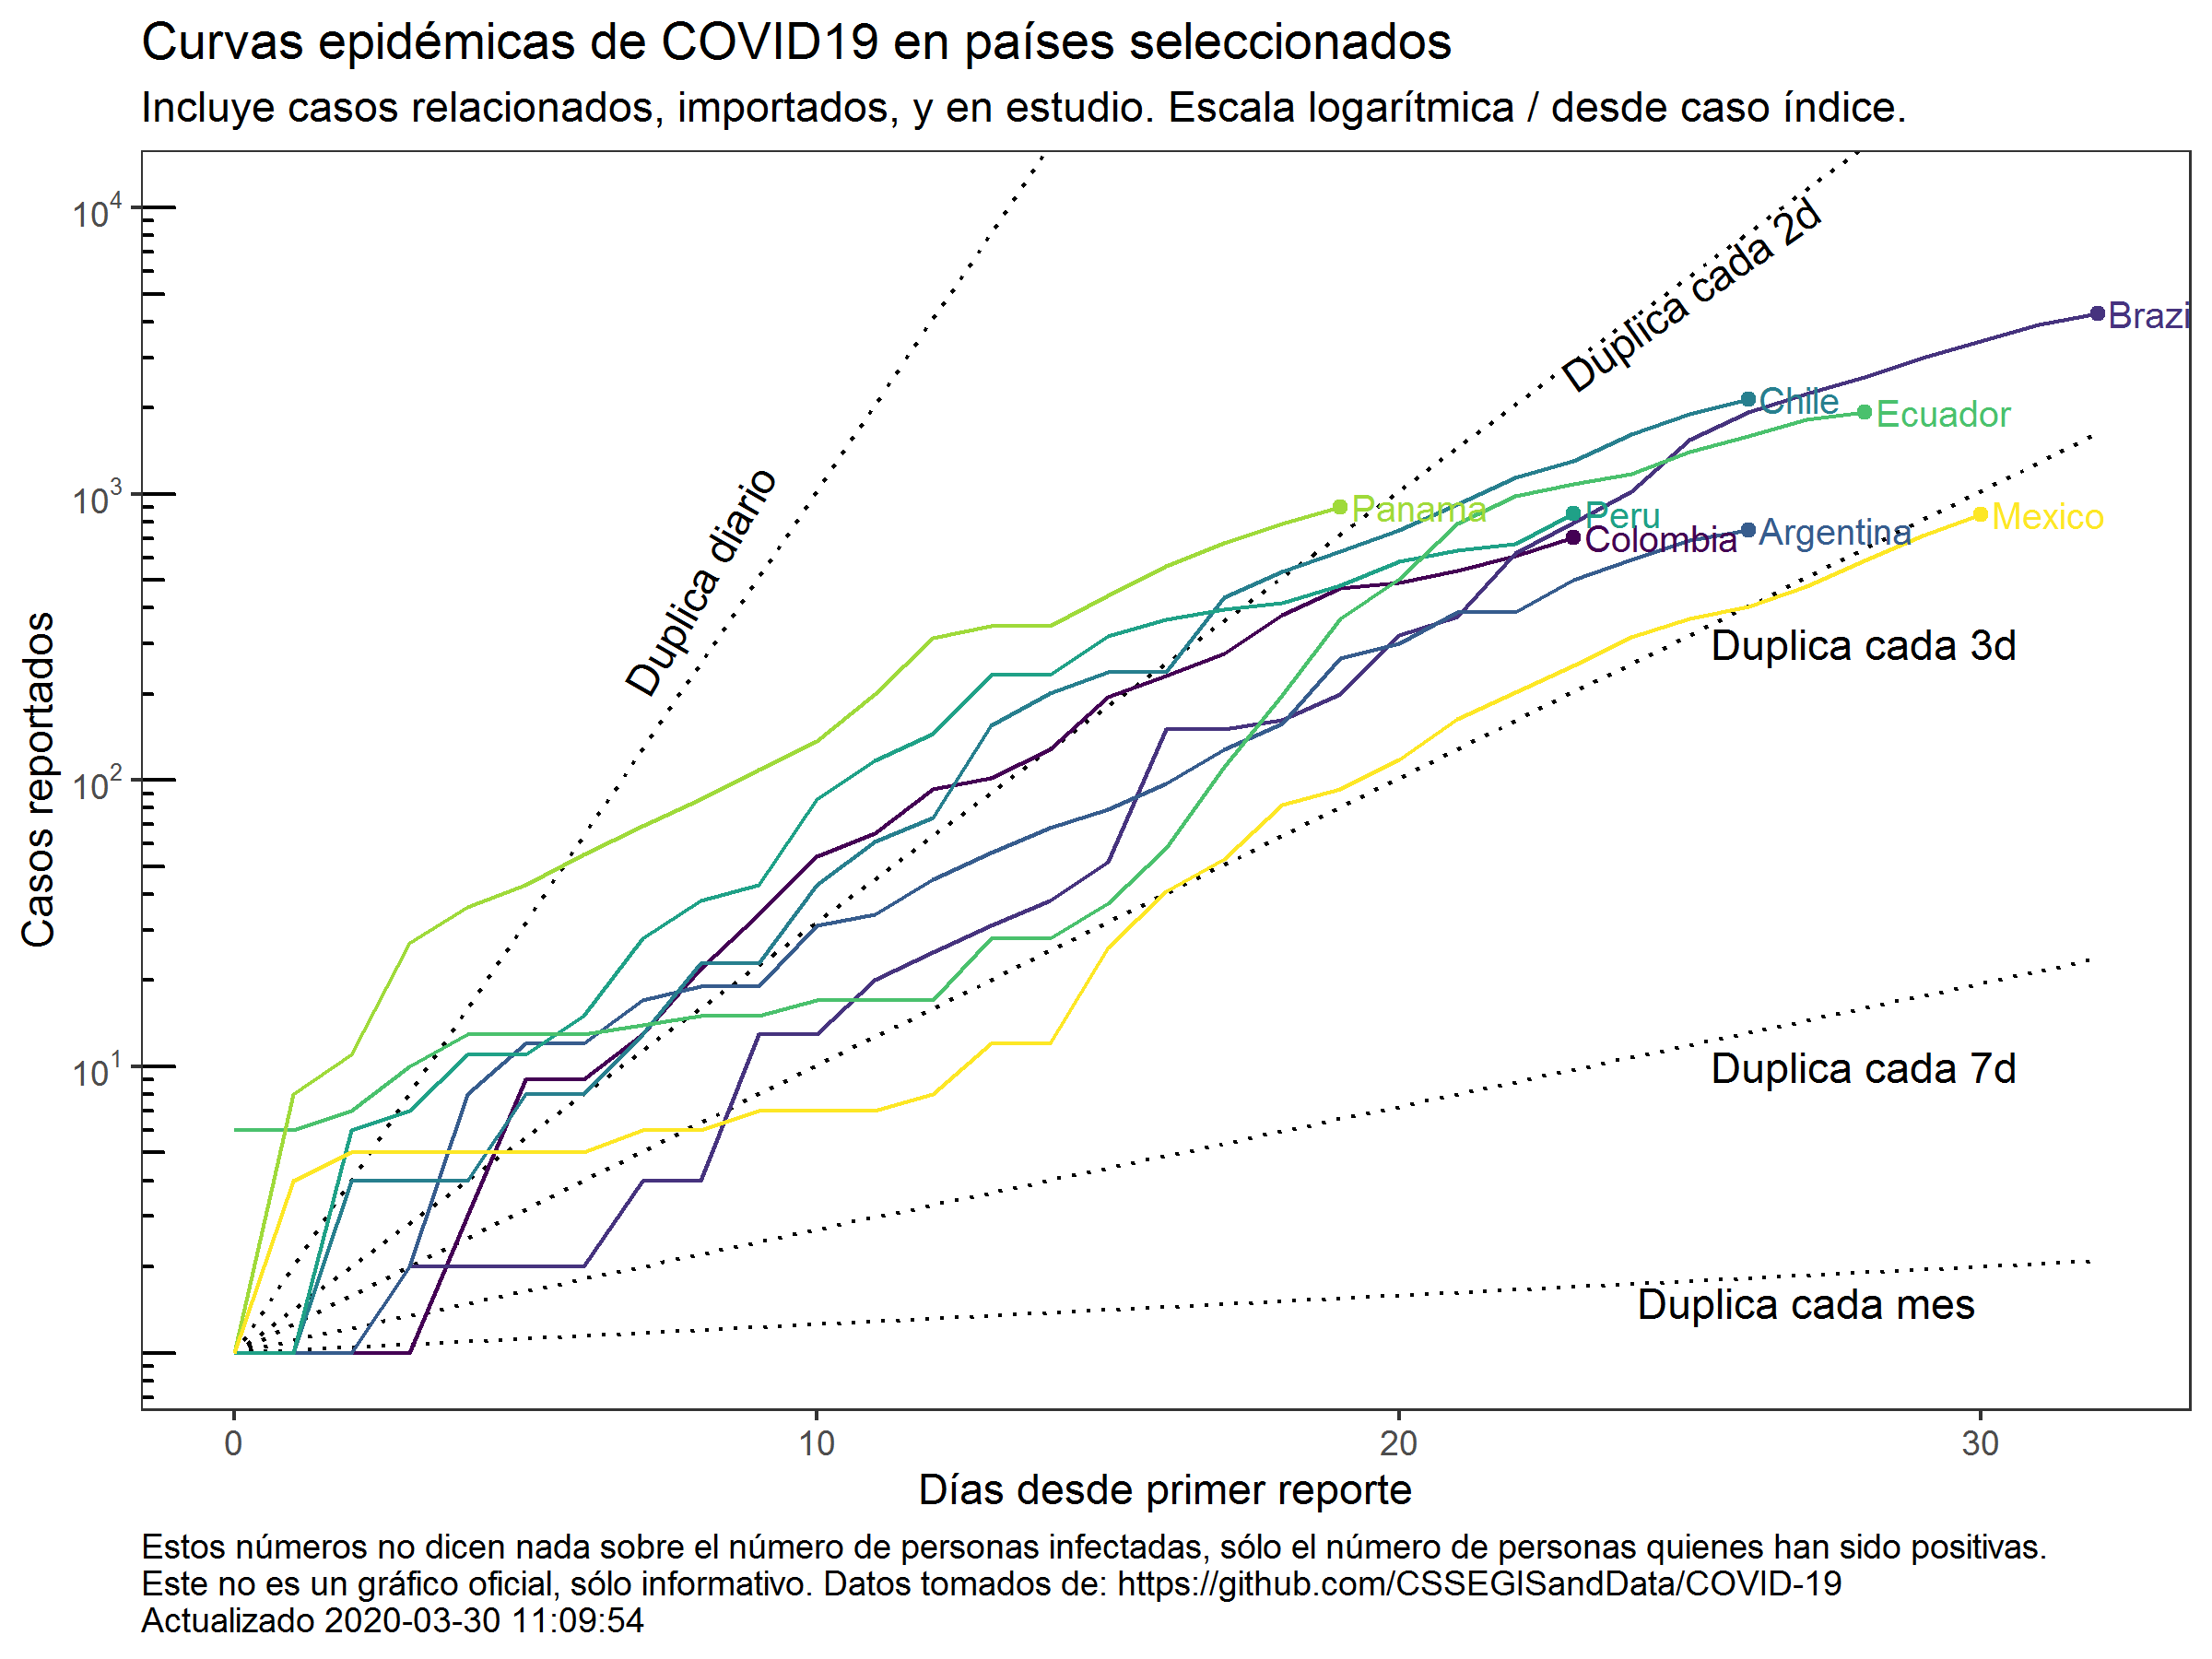 Curvas epidémicas de COVID19 en países seleccionados
Incluye casos relacionados, importados, y en estudio. Escala logarítmica / desde caso índice.
Casos reportados
10⁴
10³
10²
10¹
Duplica diario
Duplica cada 2d
Brazi
Chile
Ecuador
Panama
Peru
Colombia
Argentina
Mexico
Duplica cada 3d
Duplica cada 7d
Duplica cada mes
0 10 20 30
Días desde primer reporte
Estos números no dicen nada sobre el número de personas infectadas, sólo el número de personas quienes han sido positivas.
Este no es un gráfico oficial, sólo informativo. Datos tomados de: https://github.com/CSSEGISandData/COVID-19
Actualizado 2020-03-30 11:09:54